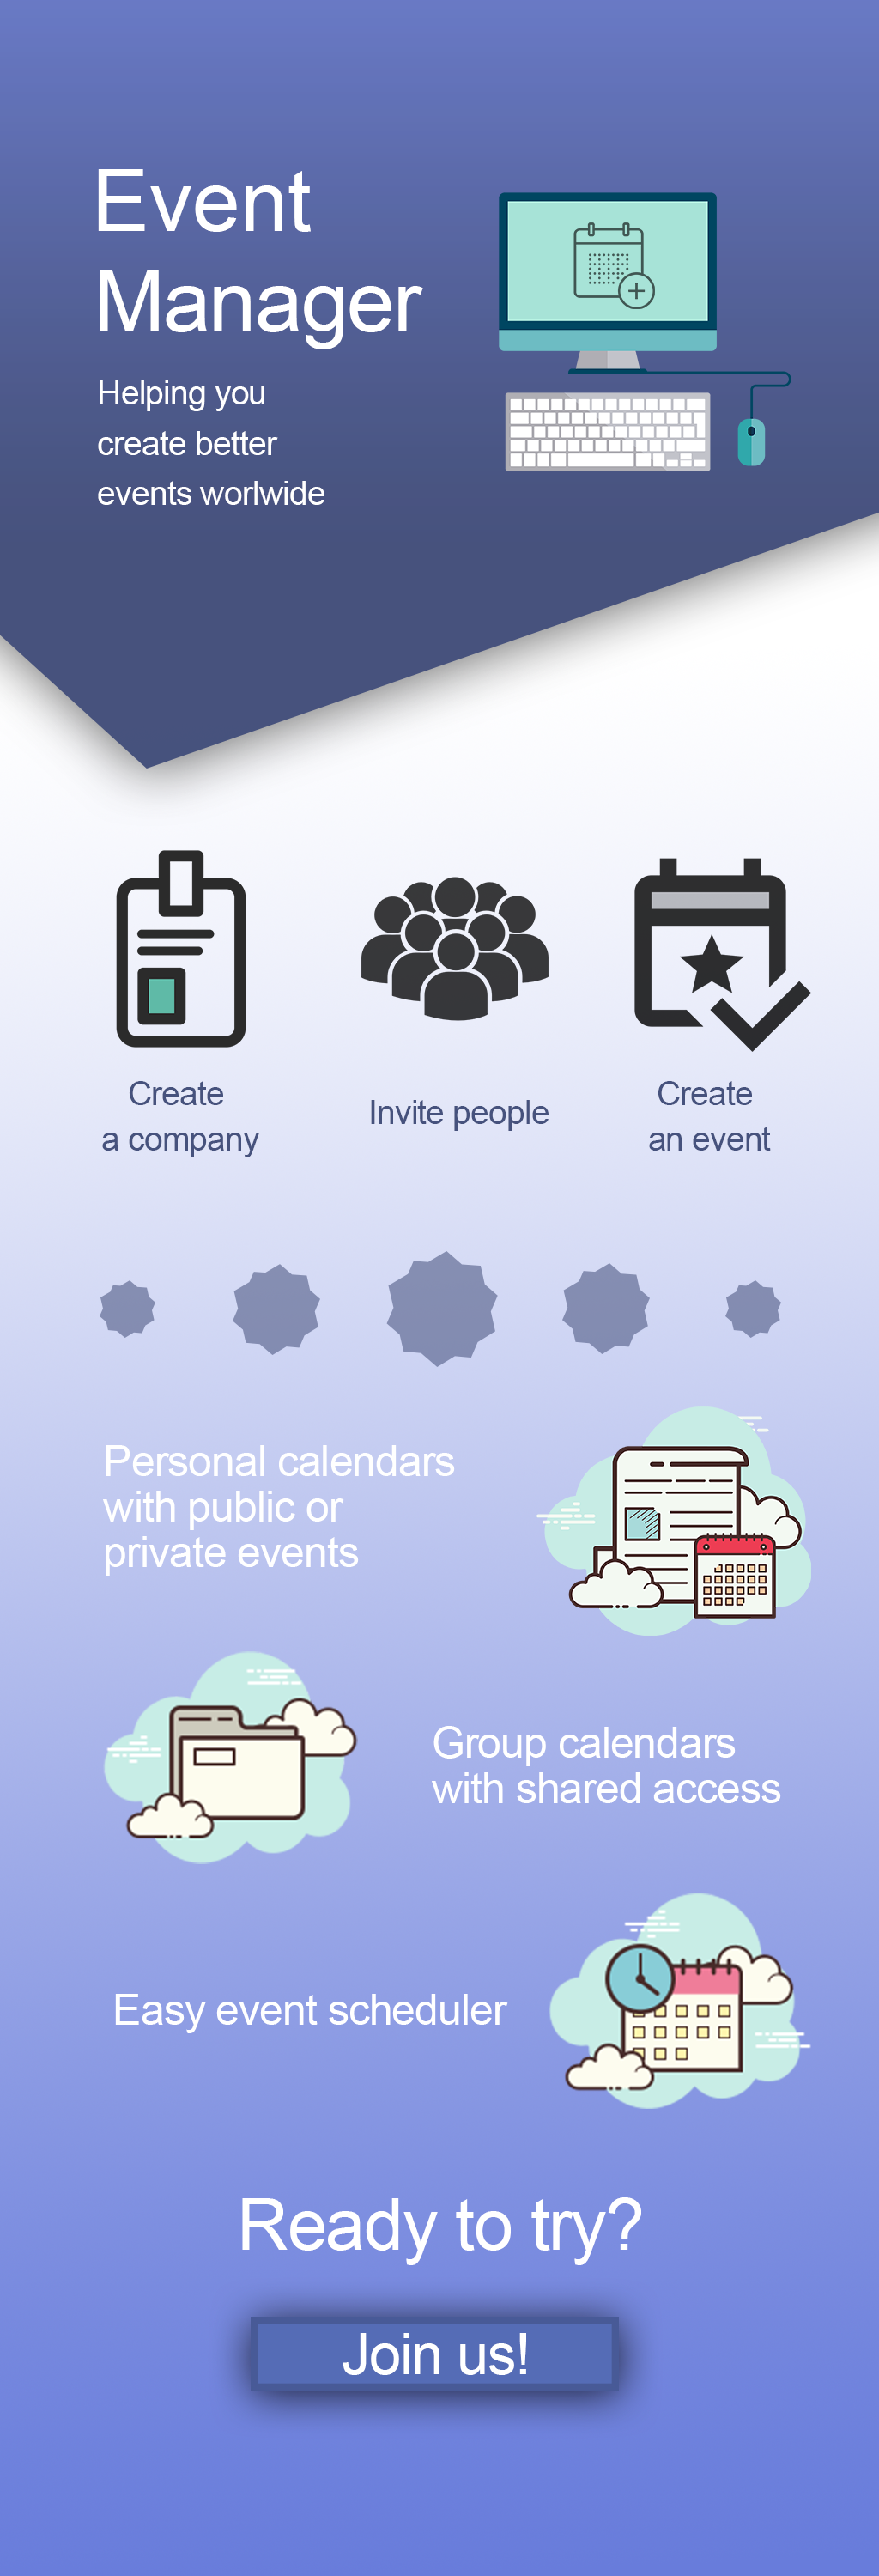 Event
Manager
Helping you
create better
events worlwide
Create
a company
Invite people
Create
an event
Personal calendars
with public or
private events
Group calendars
with shared access
Easy event scheduler
Ready to try?
Join us!